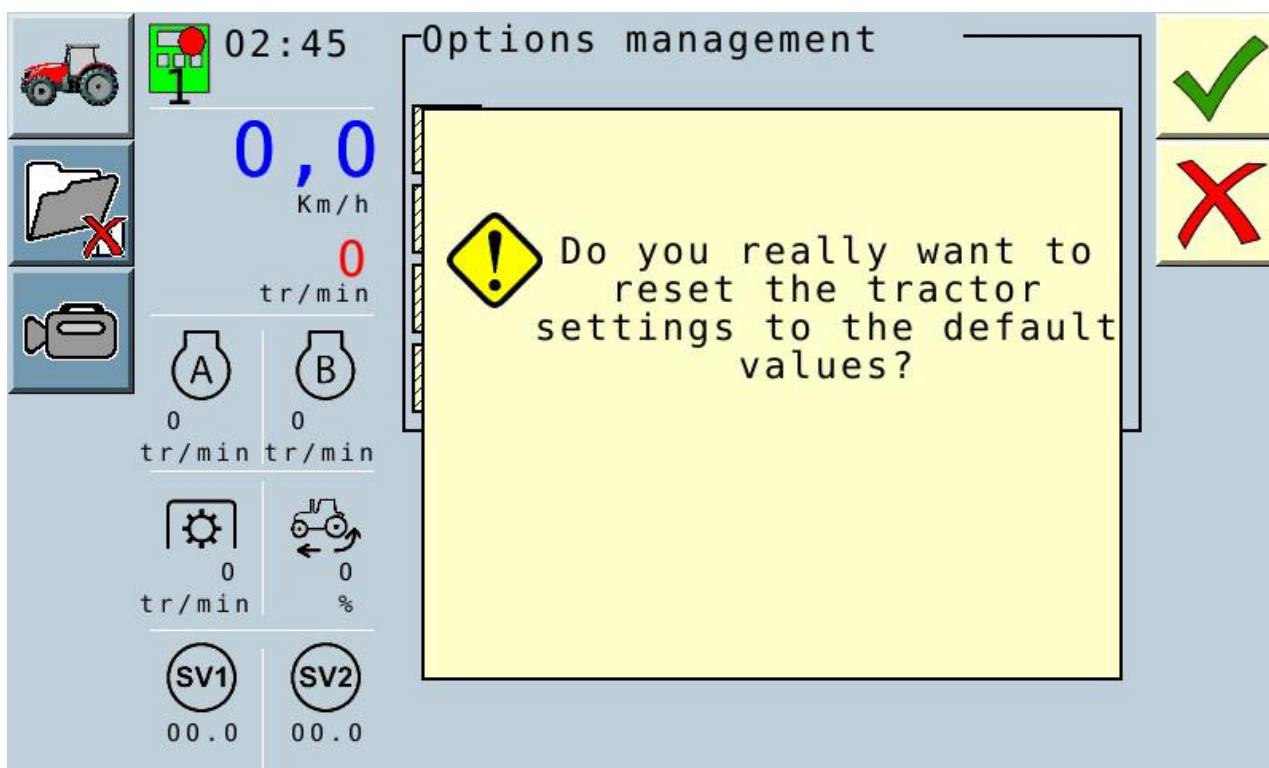 1
02:45
0,0
Km/h
0
tr/min
A
B
0
0
tr/min
tr/min
0
0
tr/min
%
SV1
SV2
00.0
00.0
Options management
Do you really want to
reset the tractor
settings to the default
values?